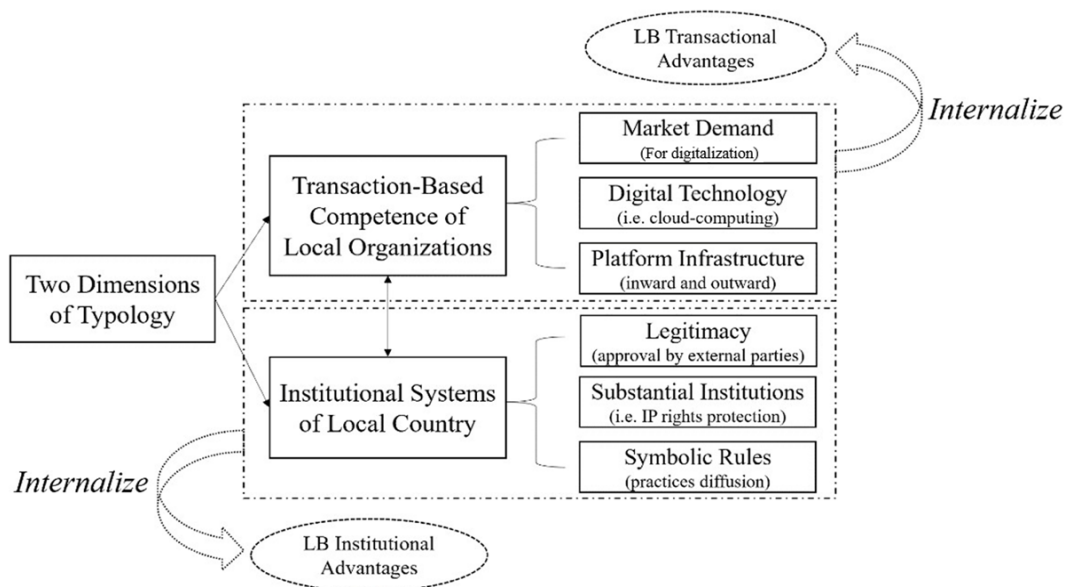 LB Transactional
Advantages
Internalize
Market Demand
(For digitalization)
Transaction-Based
Competence of
Local Organizations
Digital Technology
(i.e. cloud-computing)
Platform Infrastructure
(inward and outward)
Two Dimensions
of Typology
Legitimacy
(approval by external parties)
Institutional Systems
of Local Country
Substantial Institutions
(i.e. IP rights protection)
Symbolic Rules
(practices diffusion)
Internalize
LB Institutional
Advantages